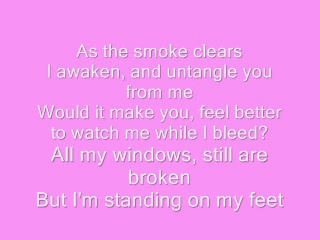 As the smoke clears
I awaken, and untangle you
from me
Would it make you, feel better
to watch me while I bleed?
All my windows, still are
broken
But I'm standing on my feet